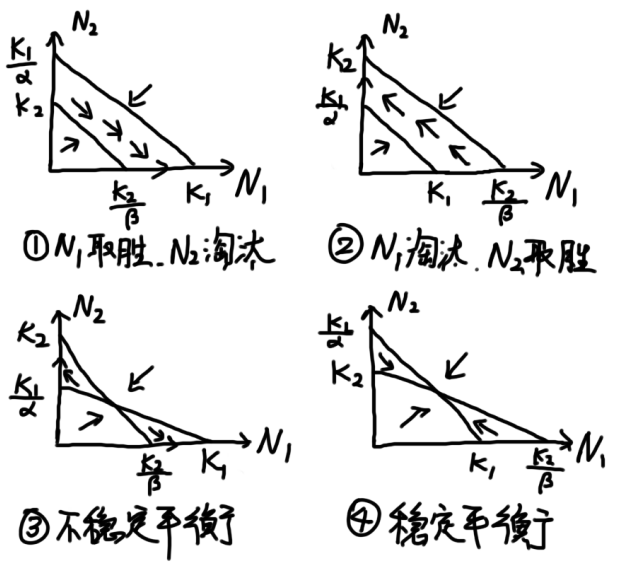 N₂
K₁/α
K₂
K₂/β
K₁
N₁
①N₁取胜、N₂淘汰
N₂
K₂
K₁/α
K₁
K₂/β
N₁
②N₁淘汰、N₂取胜
N₂
K₂
K₁/α
K₂/β
K₁
N₁
③不稳定平衡
N₂
K₁/α
K₂
K₁
K₂/β
N₁
④稳定平衡